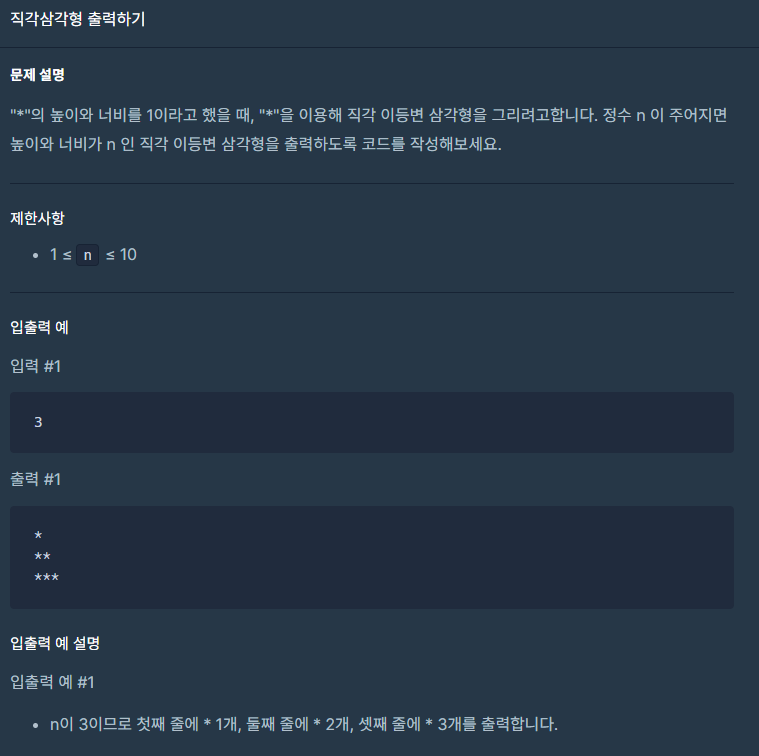 직각삼각형 출력하기
문제 설명
"*"의 높이와 너비를 1이라고 했을 때, "*"을 이용해 직각 이등변 삼각형을 그리려고합니다. 정수 n 이 주어지면
높이와 너비가 n 인 직각 이등변 삼각형을 출력하도록 코드를 작성해보세요.
제한사항
• 1 ≤ n ≤ 10
입출력 예
입력 #1
3
출력 #1
*
**
***
입출력 예 설명
입출력 예 #1
• n이 3이므로 첫째 줄에 * 1개, 둘째 줄에 * 2개, 셋째 줄에 * 3개를 출력합니다.